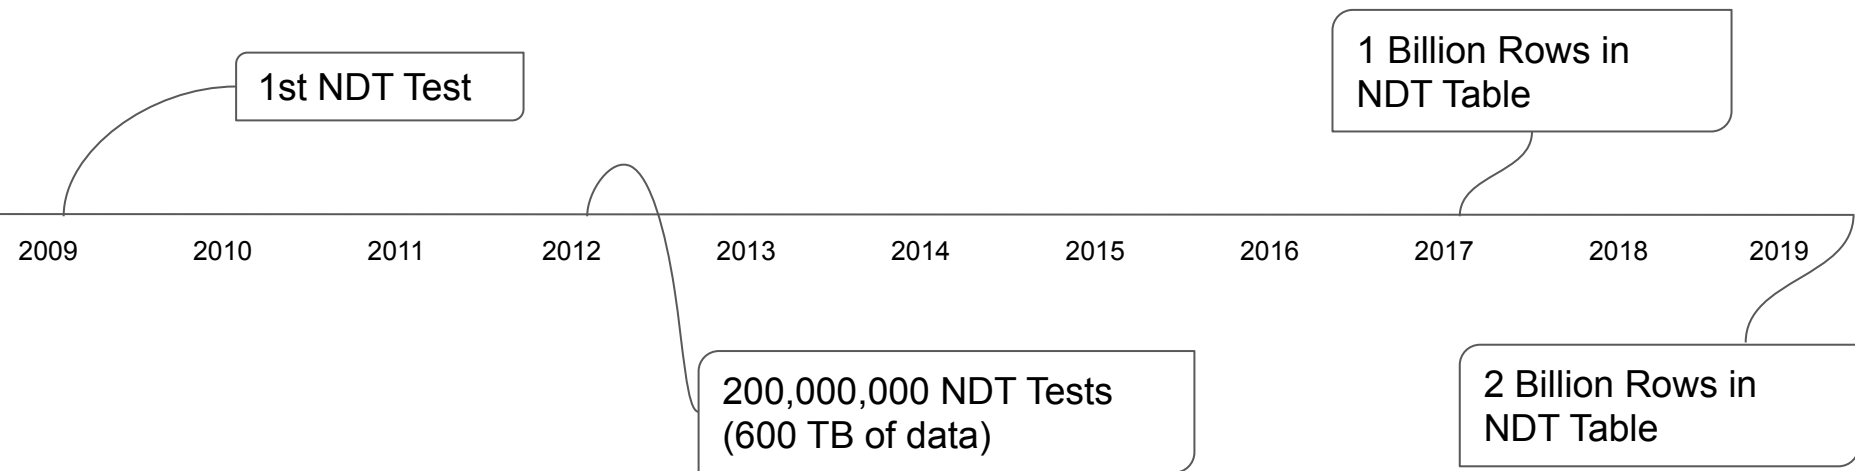 1st NDT Test
1 Billion Rows in
NDT Table
2009 2010 2011 2012 2013 2014 2015 2016 2017 2018 2019
200,000,000 NDT Tests
(600 TB of data)
2 Billion Rows in
NDT Table